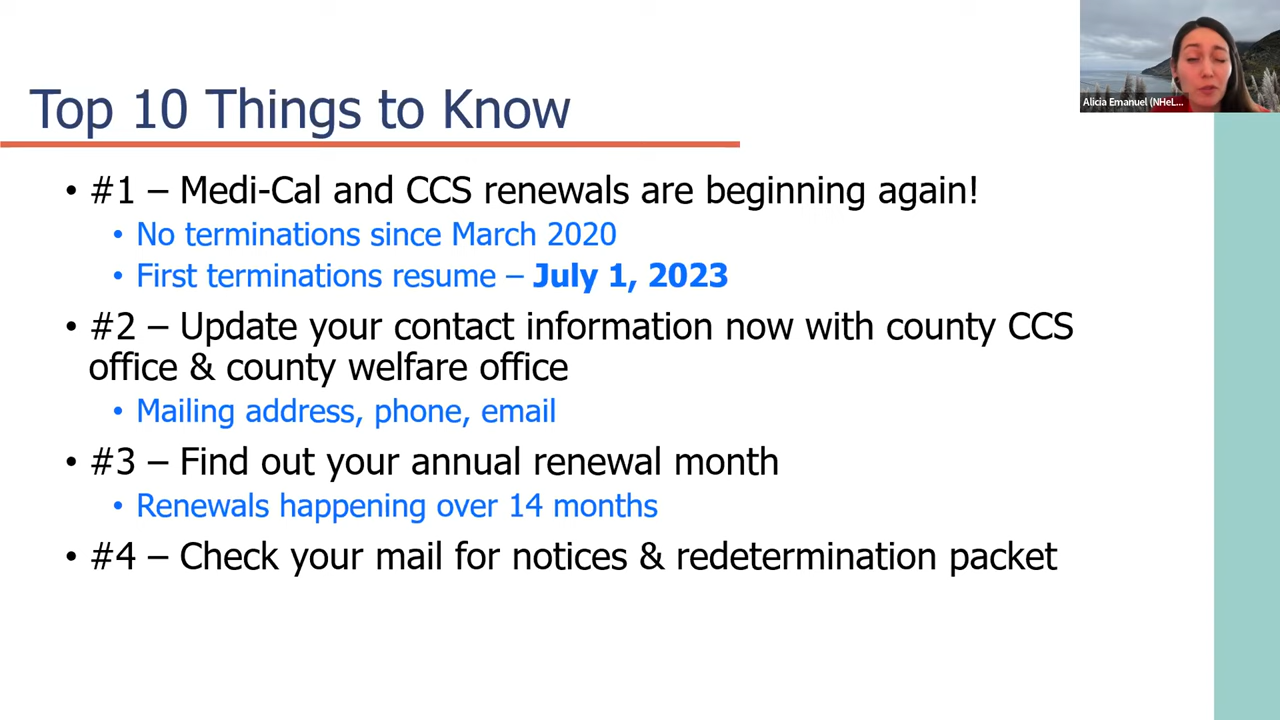 Alicia Emanuel (NHeL...
Top 10 Things to Know
• #1 – Medi-Cal and CCS renewals are beginning again!
• No terminations since March 2020
• First terminations resume – July 1, 2023
• #2 – Update your contact information now with county CCS
office & county welfare office
• Mailing address, phone, email
• #3 – Find out your annual renewal month
• Renewals happening over 14 months
• #4 – Check your mail for notices & redetermination packet